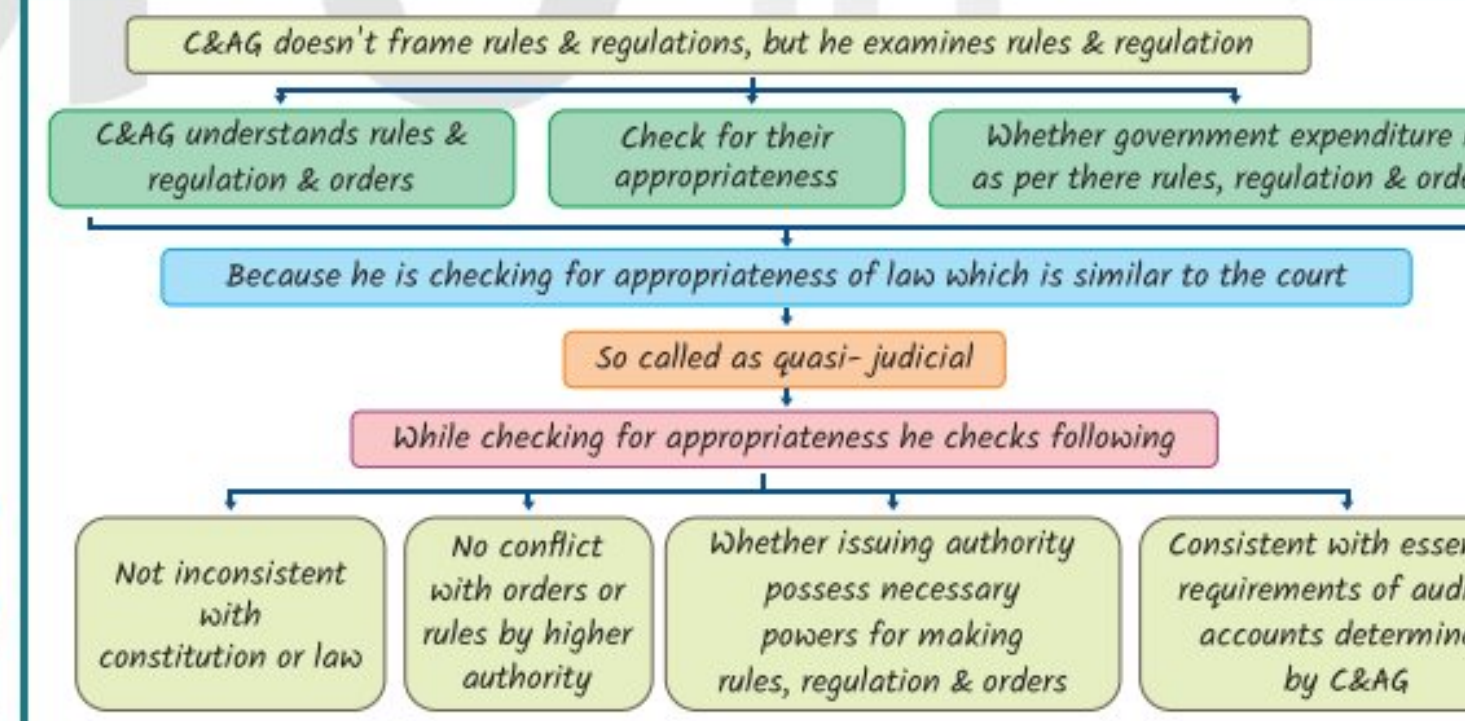 C&AG doesn't frame rules & regulations, but he examines rules & regulation
C&AG understands rules &
regulation & orders
Check for their
appropriateness
Whether government expenditure
as per there rules, regulation &
Because he is checking for appropriateness of law which is similar to the court
So called as quasi- judicial
While checking for appropriateness he checks following
Not inconsistent
with
constitution or law
No conflict
with orders or
rules by higher
authority
Whether issuing authority
possess necessary
powers for making
rules, regulation & orders
Consistent with
requirements of
accounts
by C&AG